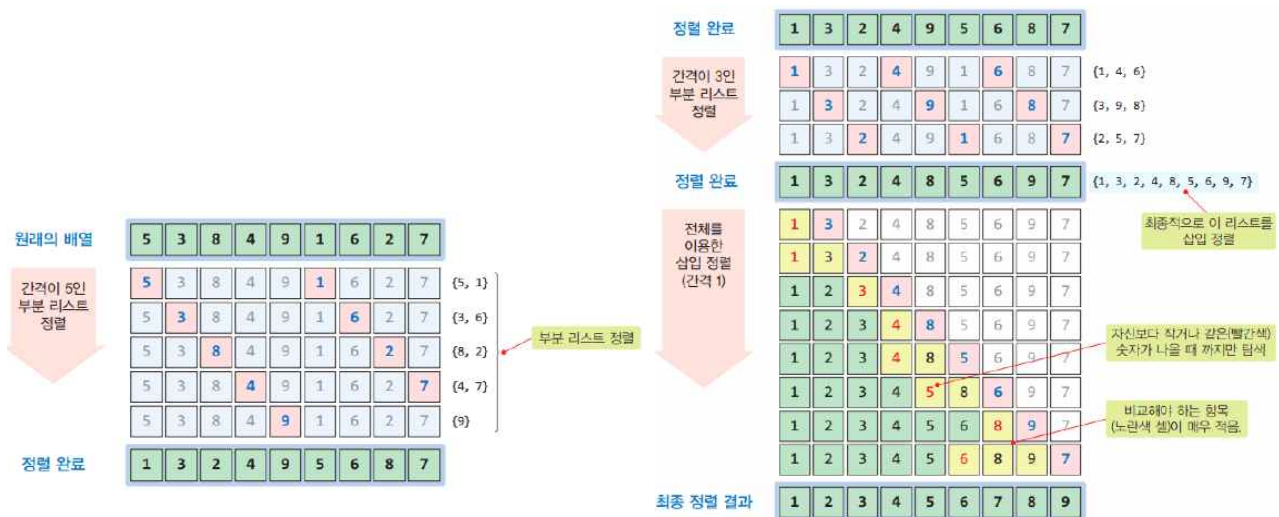 원래의 배열 5 3 8 4 9 1 6 2 7
간격이 5인
부분 리스트
정렬
5 3 8 4 9 1 6 2 7 {5, 1}
5 3 8 4 9 1 6 2 7 {3, 6}
5 3 8 4 9 1 6 2 7 {8, 2}
5 3 8 4 9 1 6 2 7 {4, 7}
5 3 8 4 9 1 6 2 7 {9}
부분 리스트 정렬
정렬 완료 1 3 2 4 9 5 6 8 7
정렬 완료 1 3 2 4 9 5 6 8 7
간격이 3인
부분 리스트
정렬
1 3 2 4 9 1 6 8 7 {1, 4, 6}
1 3 2 4 9 1 6 8 7 {3, 9, 8}
1 3 2 4 9 1 6 8 7 {2, 5, 7}
정렬 완료 1 3 2 4 8 5 6 9 7 {1, 3, 2, 4, 8, 5, 6, 9, 7}
최종적으로 이 리스트를
삽입 정렬
전체를
이용한
삽입 정렬
(간격 1)
1 3 2 4 8 5 6 9 7
1 3 2 4 8 5 6 9 7
1 2 3 4 8 5 6 9 7
1 2 3 4 8 5 6 9 7
1 2 3 4 8 5 6 9 7
1 2 3 4 5 8 6 9 7
1 2 3 4 5 6 8 9 7
1 2 3 4 5 6 8 9 7
자신보다 작거나 같은(빨간색)
숫자가 나올 때 까지만 탐색
비교해야 하는 항목
(노란색 셀)이 매우 적음.
최종 정렬 결과 1 2 3 4 5 6 7 8 9